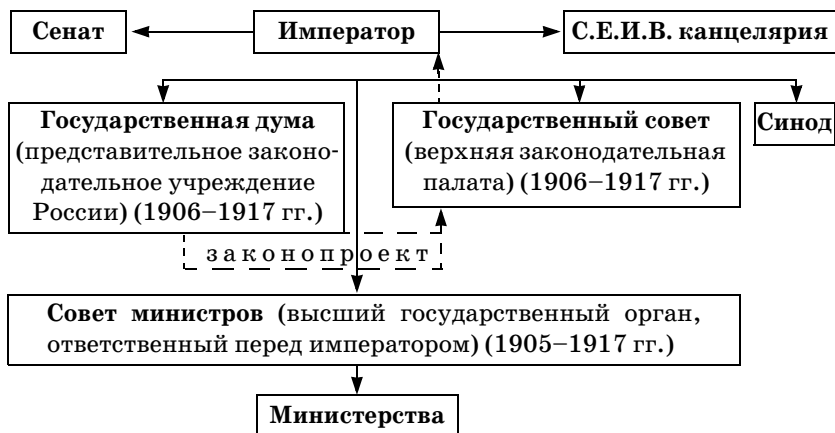 Сенат
Император
С.Е.И.В. канцелярия
Государственная дума
(представительное законо-
дательное учреждение
России) (1906–1917 гг.)
Государственный совет
(верхняя законодательная
палата) (1906–1917 гг.)
Синод
законопроект
Совет министров (высший государственный орган,
ответственный перед императором) (1905–1917 гг.)
Министерства